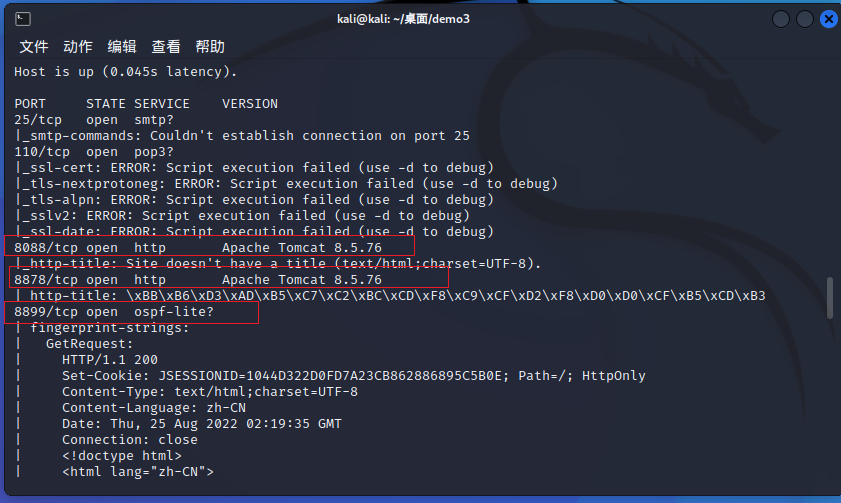 kali@kali: ~/桌面/demo3
文件 动作 编辑 查看 帮助
Host is up (0.045s latency).
PORT STATE SERVICE VERSION
25/tcp open smtp?
|_smtp-commands: Couldn't establish connection on port 25
110/tcp open pop3?
|_ssl-cert: ERROR: Script execution failed (use -d to debug)
|_tls-nextprotoneg: ERROR: Script execution failed (use -d to debug)
|_tls-alpn: ERROR: Script execution failed (use -d to debug)
|_sslv2: ERROR: Script execution failed (use -d to debug)
|_ssl-date: ERROR: Script execution failed (use -d to debug)
8088/tcp open http Apache Tomcat 8.5.76
|_http-title: Site doesn't have a title (text/html;charset=UTF-8).
8878/tcp open http Apache Tomcat 8.5.76
|_http-title: \xBB\xB6\xD3\xAD\xB5\xC7\xC2\xBC\xCD\xF8\xC9\xCF\xD2\xF8\xD0\xD0\xCF\xB5\xCD\xB3
8899/tcp open ospf-lite?
| fingerprint-strings:
| GetRequest:
| HTTP/1.1 200
| Set-Cookie: JSESSIONID=1044D322D0FD7A23CB862886895C5B0E; Path=/; HttpOnly
| Content-Type: text/html;charset=UTF-8
| Content-Language: zh-CN
| Date: Thu, 25 Aug 2022 02:19:35 GMT
| Connection: close
| <!doctype html>
| <html lang="zh-CN">